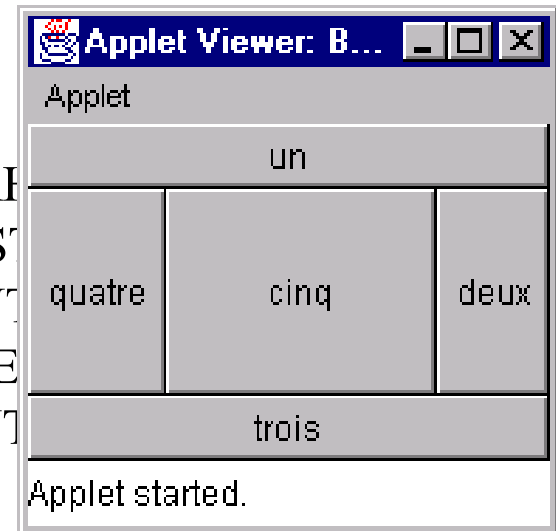 Applet Viewer: B...
Applet
un
quatre cinq deux
trois
Applet started.